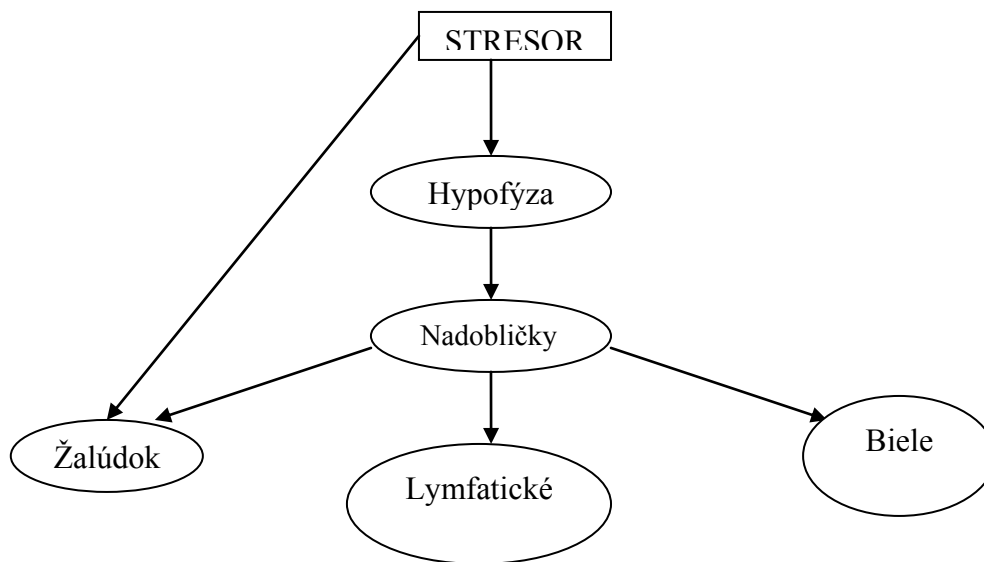 STRESOR
Hypofýza
Nadobličky
Žalúdok
Lymfatické
Biele